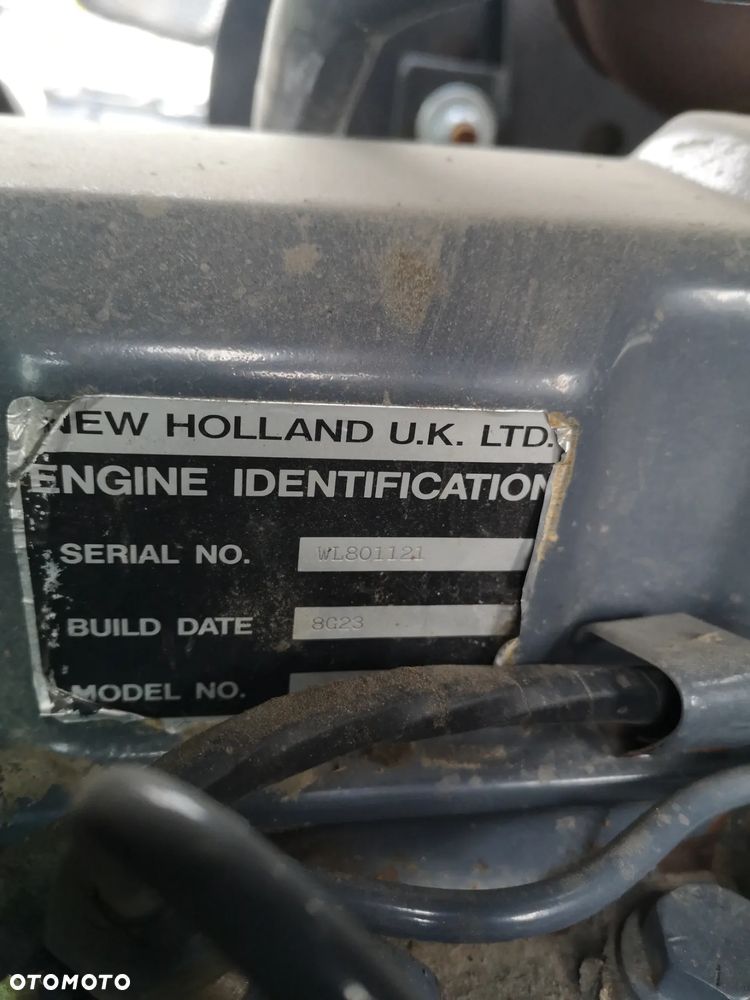 NEW HOLLAND U.K. LTD.
ENGINE IDENTIFICATION
SERIAL NO. WL801121
BUILD DATE 8G23
MODEL NO.
OTOMOTO